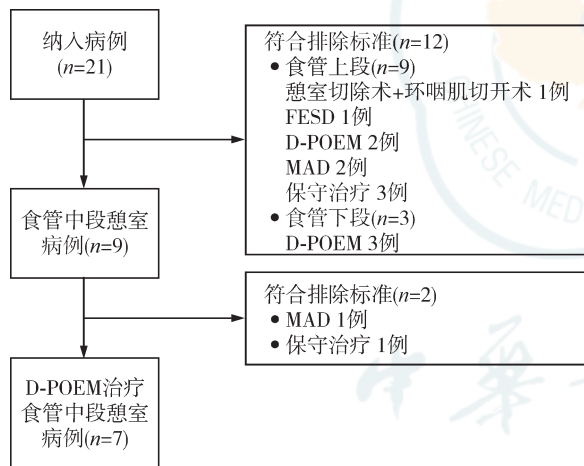 纳入病例
(n=21)
符合排除标准(n=12)
• 食管上段(n=9)
憩室切除术+环咽肌切开术 1例
FESD 1例
D-POEM 2例
MAD 2例
保守治疗 3例
• 食管下段(n=3)
D-POEM 3例
食管中段憩室
病例(n=9)
符合排除标准(n=2)
• MAD 1例
• 保守治疗 1例
D-POEM治疗
食管中段憩室
病例(n=7)
CHINESE MED